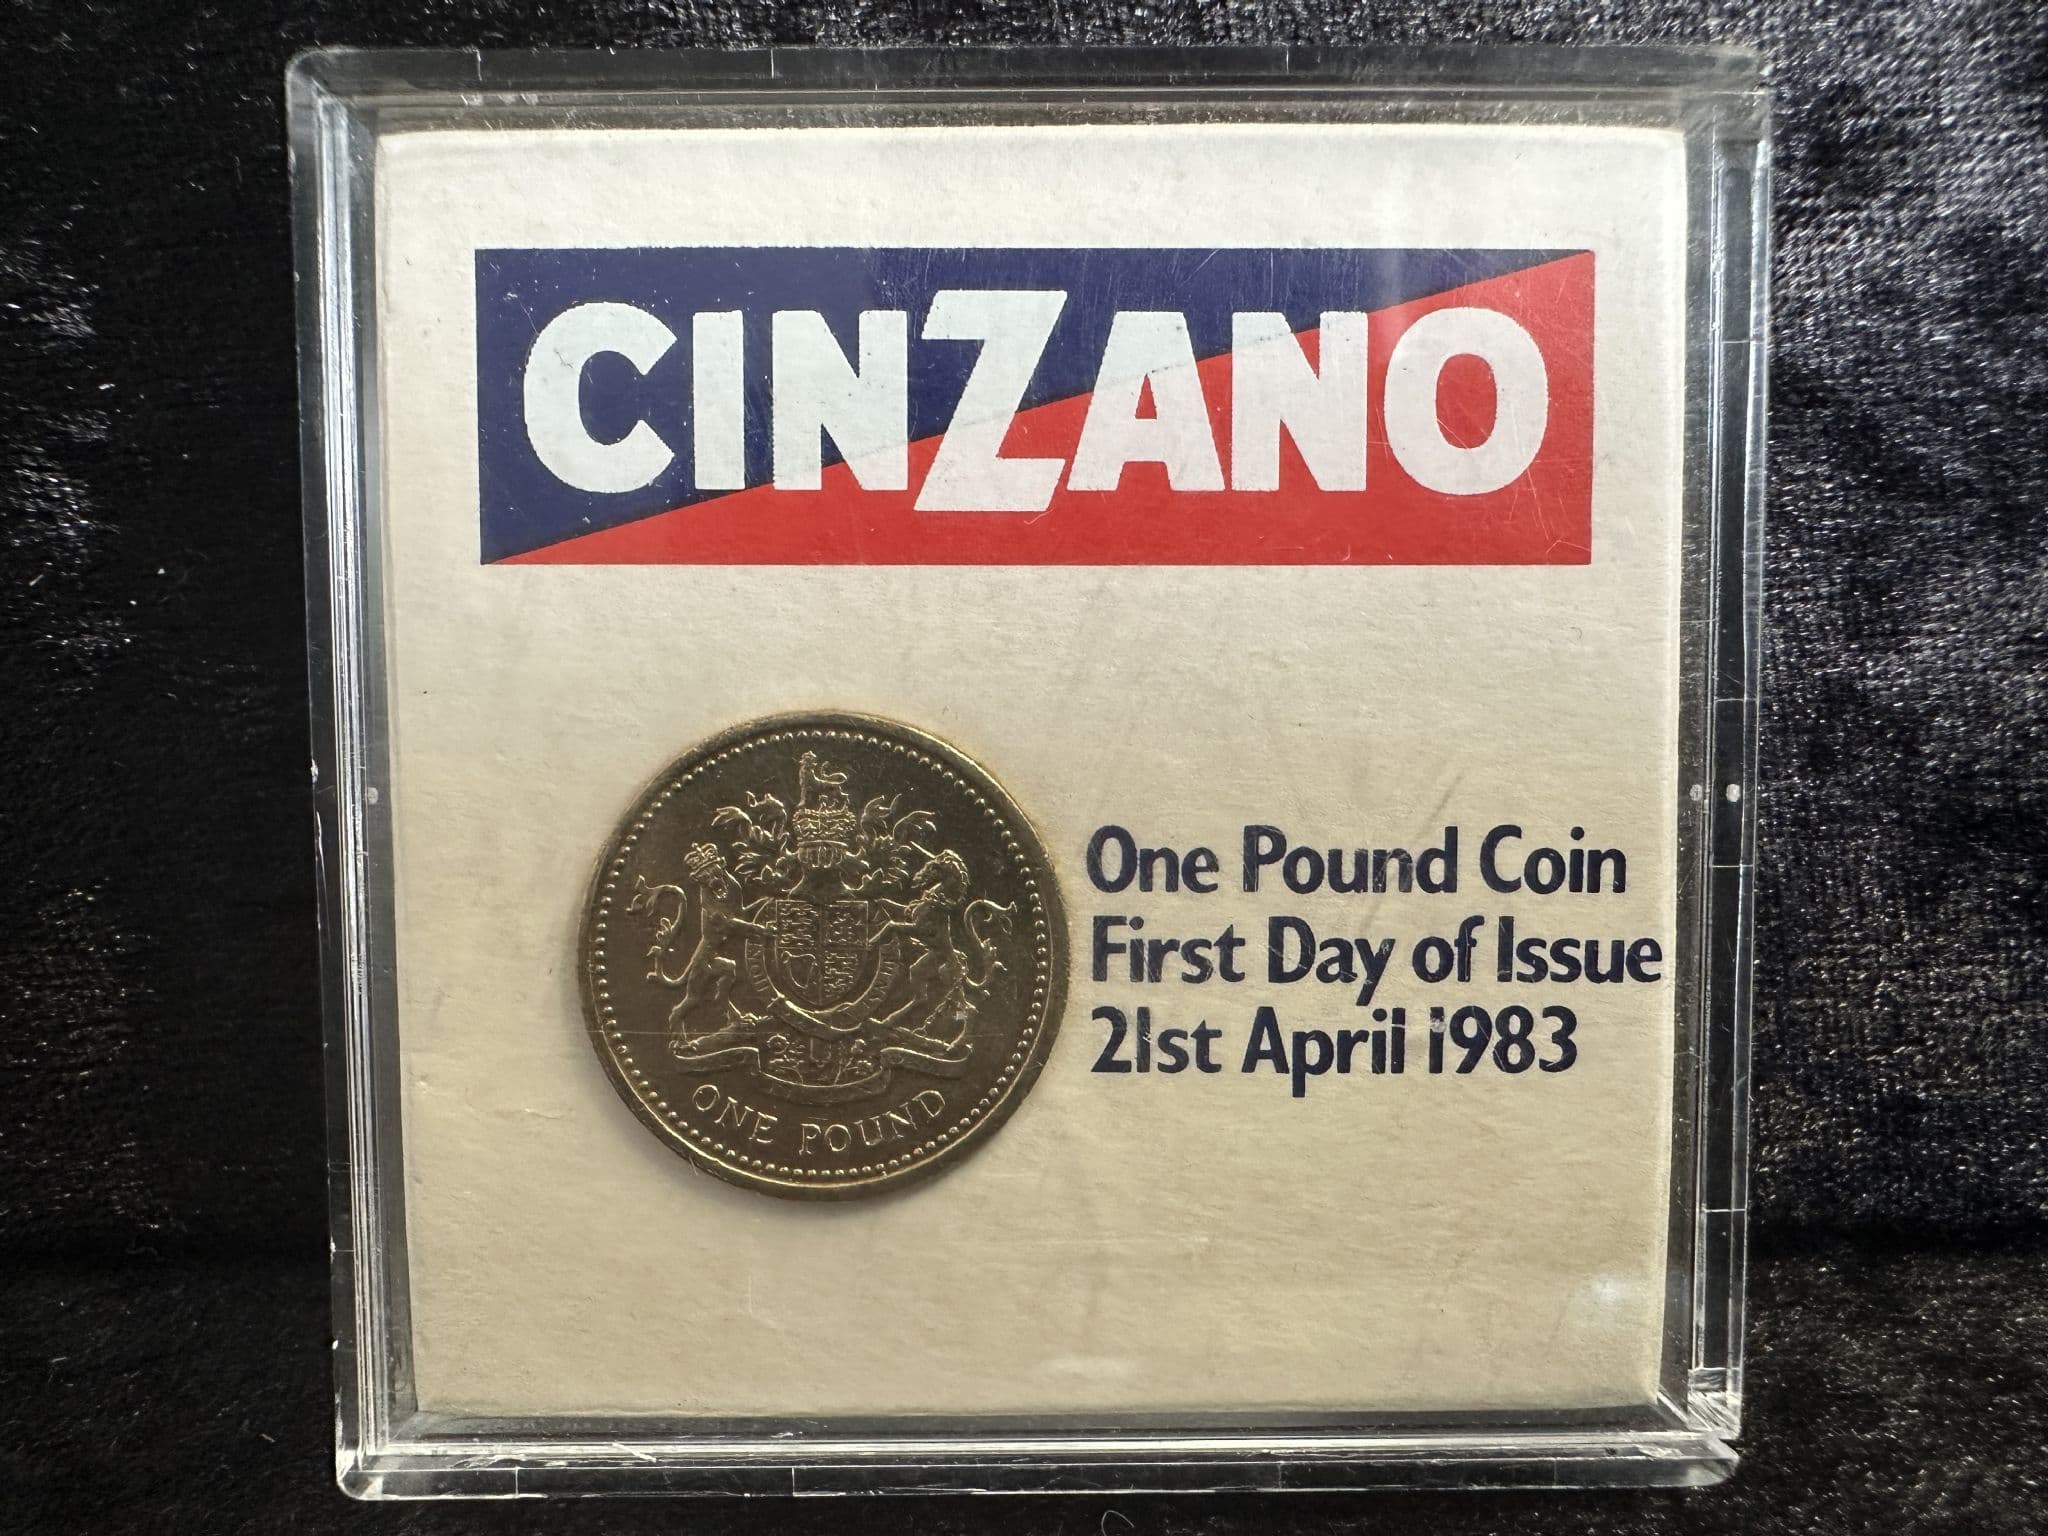 CINZANO
One Pound Coin
First Day of Issue
21st April 1983
ONE POUND